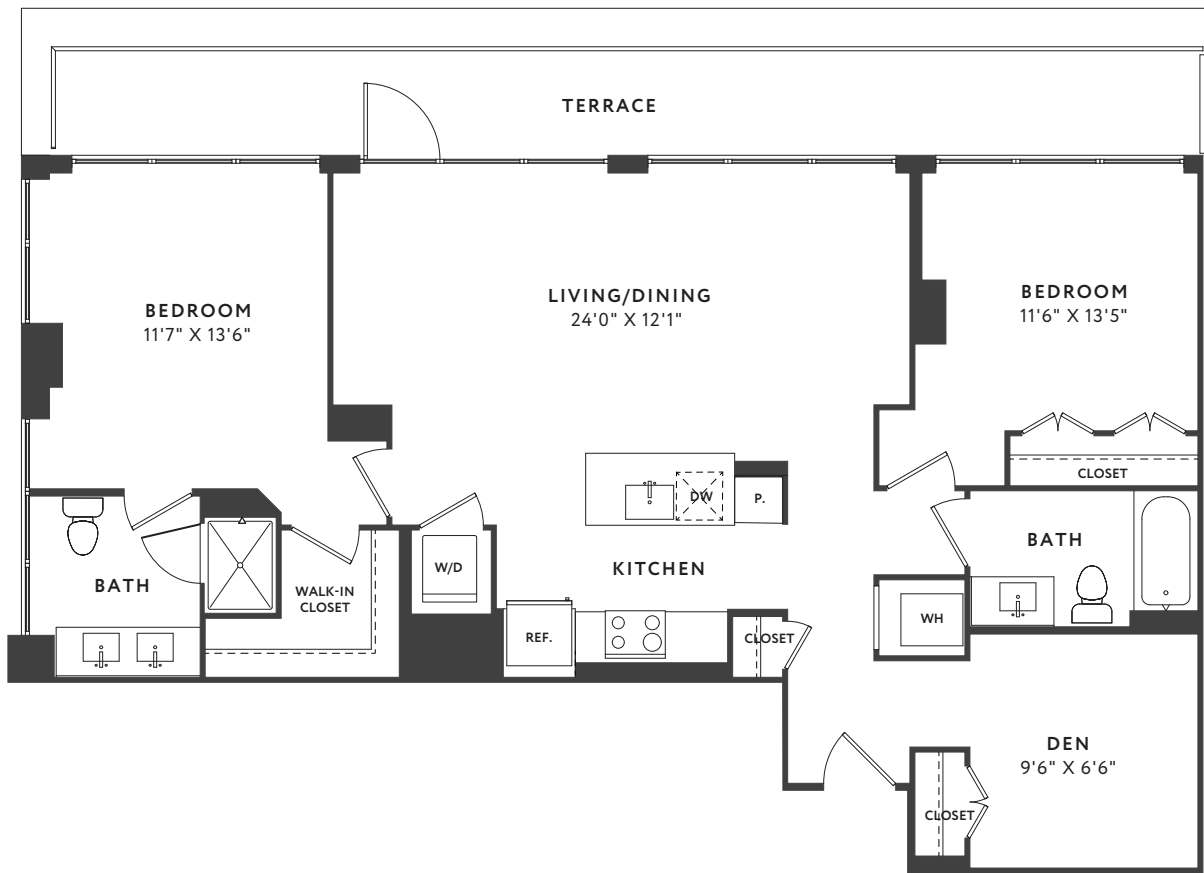 TERRACE
BEDROOM
11'7" X 13'6"
LIVING/DINING
24'0" X 12'1"
BEDROOM
11'6" X 13'5"
CLOSET
DW
P.
BATH
W/D
KITCHEN
BATH
WALK-IN
CLOSET
REF.
CLOSET
WH
DEN
9'6" X 6'6"
CLOSET